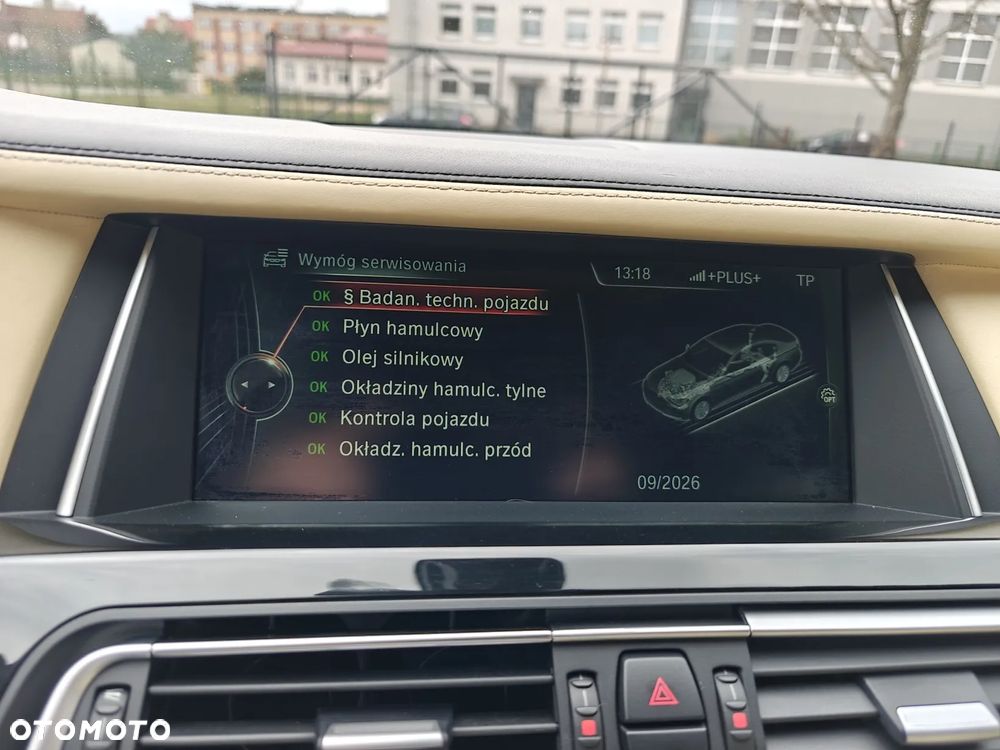 Wymóg serwisowania
13:18
+PLUS+
TP
OK § Badan. techn. pojazdu
OK Płyn hamulcowy
OK Olej silnikowy
OK Okładziny hamulc. tylne
OK Kontrola pojazdu
OK Okładz. hamulc. przód
OPT
09/2026
OTOMOTO